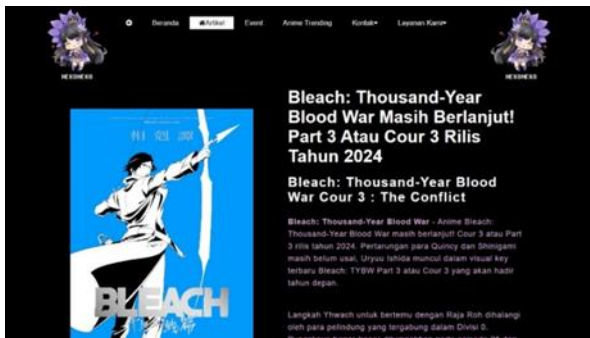 Beranda
Artikel
Event
Anime Trending
Kontak
Layanan Kami
NEKONEKO
NEKONEKO
相剋譚
BLEACH
Bleach: Thousand-Year
Blood War Masih Berlanjut!
Part 3 Atau Cour 3 Rilis
Tahun 2024
Bleach: Thousand-Year Blood
War Cour 3 : The Conflict
Bleach: Thousand-Year Blood War - Anime Bleach:
Thousand-Year Blood War masih berlanjut! Cour 3 atau Part
3 rilis tahun 2024. Pertarungan para Quincy dan Shinigami
masih belum usai, Uryuu Ishida muncul dalam visual key
terbaru Bleach: TYBW Part 3 atau Cour 3 yang akan hadir
tahun depan.
Langkah Yhwach untuk bertemu dengan Raja Roh dihalangi
oleh para pelindung yang tergabung dalam Divisi 0.